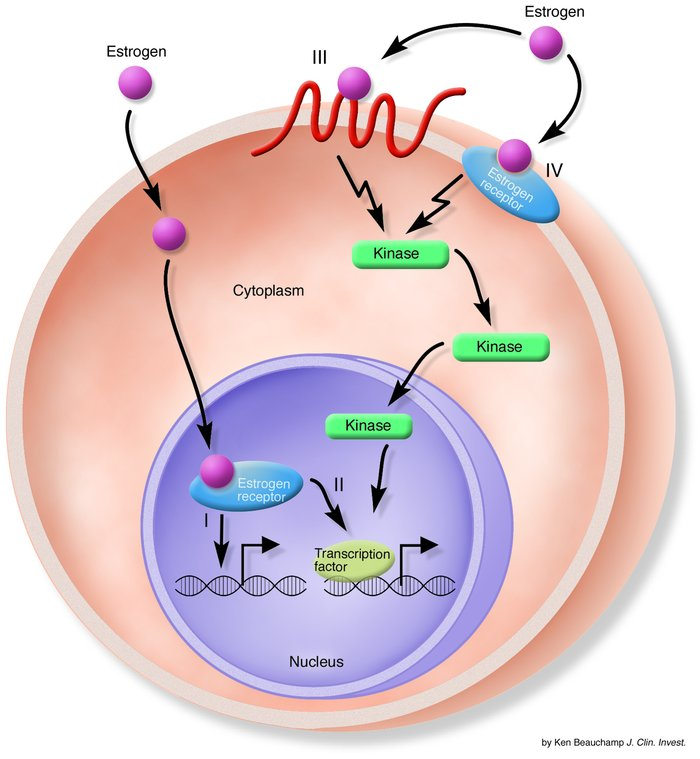 Estrogen
Estrogen
III
IV
Estrogen
receptor
Kinase
Cytoplasm
Kinase
Kinase
Estrogen
receptor
II
I
Transcription
factor
Nucleus
by Ken Beauchamp J. Clin. Invest.